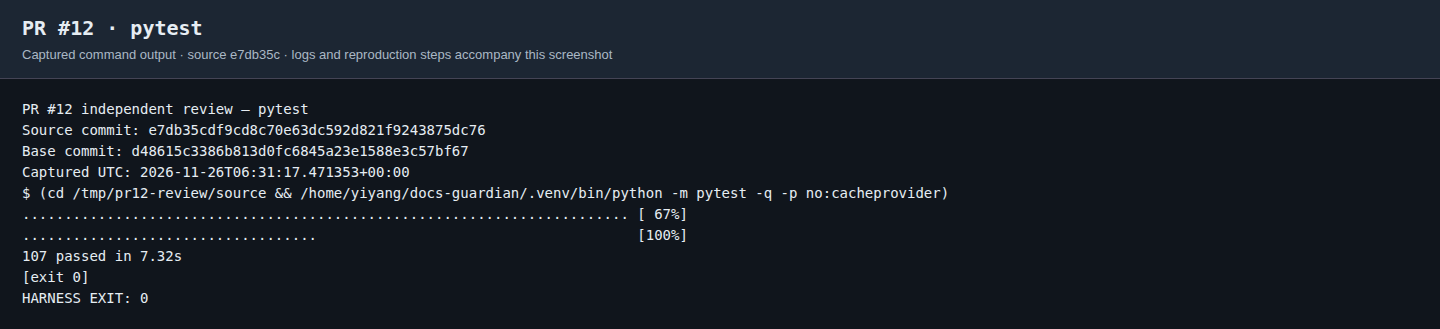 PR #12 · pytest
Captured command output · source e7db35c · logs and reproduction steps accompany this screenshot
PR #12 independent review — pytest
Source commit: e7db35cdf9cd8c70e63dc592d821f9243875dc76
Base commit: d48615c3386b813d0fc6845a23e1588e3c57bf67
Captured UTC: 2026-11-26T06:31:17.471353+00:00
$ (cd /tmp/pr12-review/source && /home/yiyang/docs-guardian/.venv/bin/python -m pytest -q -p no:cacheprovider)
........................................................................ [ 67%]
...................................                                      [100%]
107 passed in 7.32s
[exit 0]
HARNESS EXIT: 0